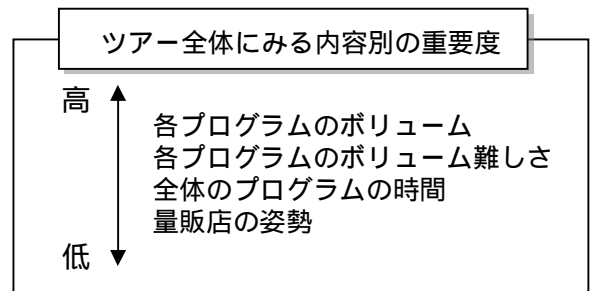 ツアー全体にみる内容別の重要度
高
各プログラムのボリューム
各プログラムのボリューム難しさ
全体のプログラムの時間
量販店の姿勢
低